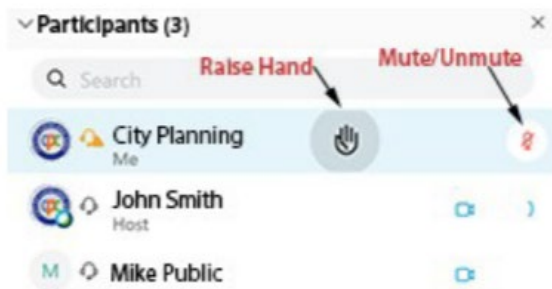 Participants (3)
Search
Raise Hand
Mute/Unmute
City Planning
Me
John Smith
Host
M
Mike Public